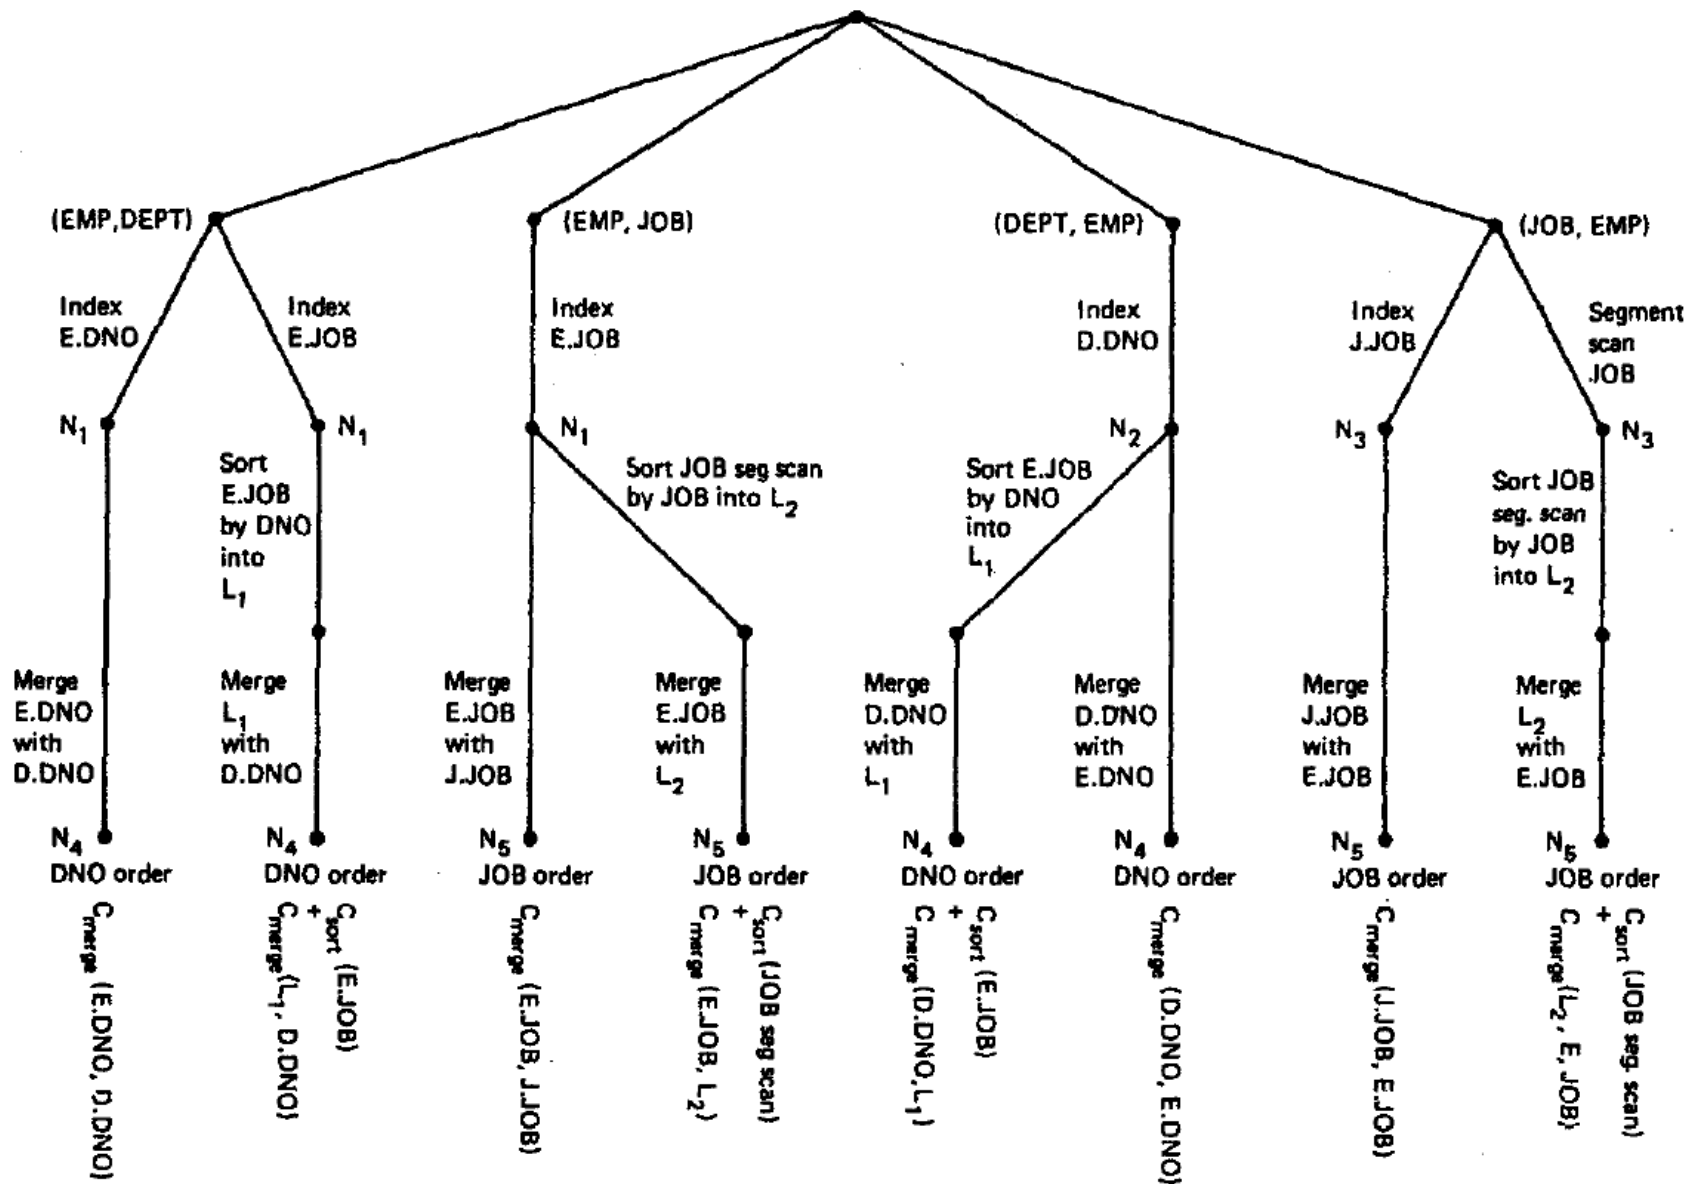 (EMP,DEPT)
(EMP, JOB)
(DEPT, EMP)
(JOB, EMP)
Index
E.DNO
Index
E.JOB
Index
E.JOB
Index
D.DNO
Index
J.JOB
Segment
scan
JOB
N1
N1
N1
N2
N3
N3
Sort
E.JOB
by DNO
into
L1
Sort JOB seg scan
by JOB into L2
Sort E.JOB
by DNO
into
L1
Sort JOB
seg. scan
by JOB
into L2
Merge
E.DNO
with
D.DNO
Merge
L1
with
D.DNO
Merge
E.JOB
with
J.JOB
Merge
E.JOB
with
L2
Merge
D.DNO
with
L1
Merge
D.DNO
with
E.DNO
Merge
J.JOB
with
E.JOB
Merge
L2
with
E.JOB
N4
DNO order
N4
DNO order
N5
JOB order
N5
JOB order
N4
DNO order
N4
DNO order
N5
JOB order
N5
JOB order
Cmerge (E.DNO, D.DNO)
Csort (E.JOB)
+
Cmerge (L1, D.DNO)
Cmerge (E.JOB, J.JOB)
Csort (JOB seg scan)
+
Cmerge (E.JOB, L2)
Csort (E.JOB)
+
Cmerge (D.DNO, L1)
Cmerge (D.DNO, E.DNO)
Cmerge (J.JOB, E.JOB)
Csort (JOB seg. scan)
+
Cmerge (L2, E, JOB)